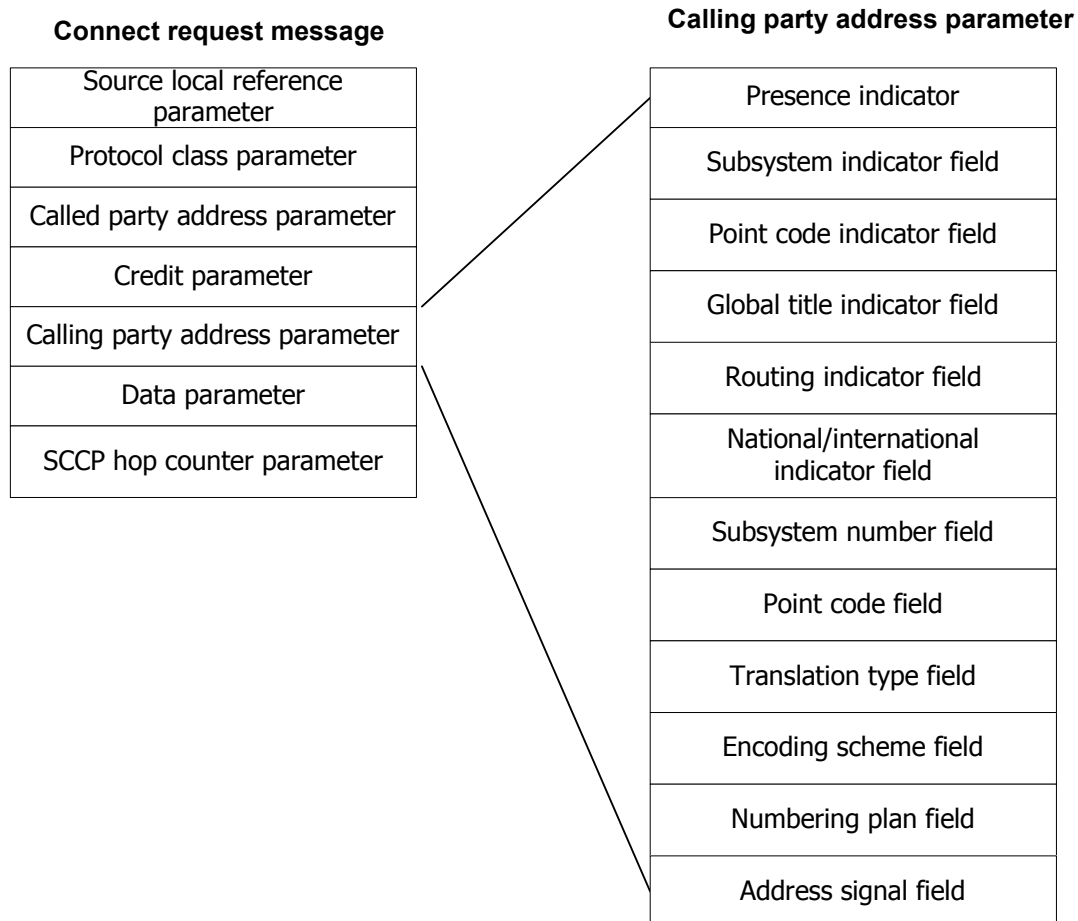 Connect request message
Source local reference
parameter
Protocol class parameter
Called party address parameter
Credit parameter
Calling party address parameter
Data parameter
SCCP hop counter parameter
Calling party address parameter
Presence indicator
Subsystem indicator field
Point code indicator field
Global title indicator field
Routing indicator field
National/international
indicator field
Subsystem number field
Point code field
Translation type field
Encoding scheme field
Numbering plan field
Address signal field